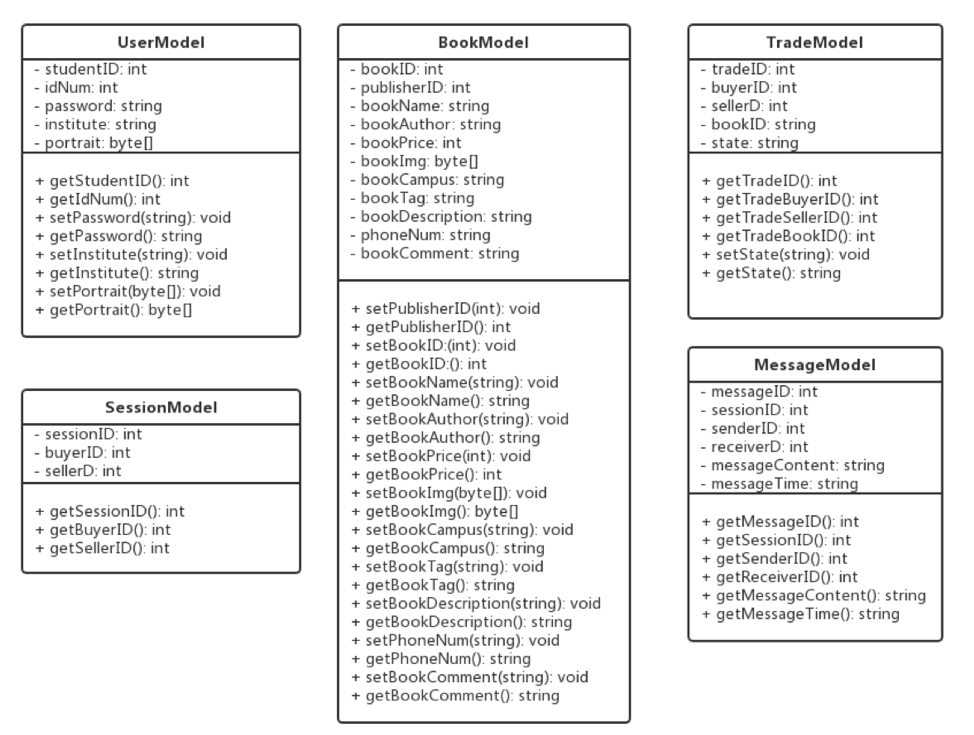 UserModel
- studentID: int
- idNum: int
- password: string
- institute: string
- portrait: byte[]
+ getStudentID(): int
+ getIdNum(): int
+ setPassword(string): void
+ getPassword(): string
+ setInstitute(string): void
+ getInstitute(): string
+ setPortrait(byte[]): void
+ getPortrait(): byte[]
SessionModel
- sessionID: int
- buyerID: int
- sellerD: int
+ getSessionID(): int
+ getBuyerID(): int
+ getSellerID(): int
BookModel
- bookID: int
- publisherID: int
- bookName: string
- bookAuthor: string
- bookPrice: int
- bookImg: byte[]
- bookCampus: string
- bookTag: string
- bookDescription: string
- phoneNum: string
- bookComment: string
+ setPublisherID(int): void
+ getPublisherID(): int
+ setBookID:(int): void
+ getBookID:(): int
+ setBookName(string): void
+ getBookName(): string
+ setBookAuthor(string): void
+ getBookAuthor(): string
+ setBookPrice(int): void
+ getBookPrice(): int
+ setBookImg(byte[]): void
+ getBookImg(): byte[]
+ setBookCampus(string): void
+ getBookCampus(): string
+ setBookTag(string): void
+ getBookTag(): string
+ setBookDescription(string): void
+ getBookDescription(): string
+ setPhoneNum(string): void
+ getPhoneNum(): string
+ setBookComment(string): void
+ getBookComment(): string
TradeModel
- tradeID: int
- buyerID: int
- sellerD: int
- bookID: string
- state: string
+ getTradeID(): int
+ getTradeBuyerID(): int
+ getTradeSellerID(): int
+ getTradeBookID(): int
+ setState(string): void
+ getState(): string
MessageModel
- messageID: int
- sessionID: int
- senderID: int
- receiverD: int
- messageContent: string
- messageTime: string
+ getMessageID(): int
+ getSessionID(): int
+ getSenderID(): int
+ getReceiverID(): int
+ getMessageContent(): string
+ getMessageTime(): string